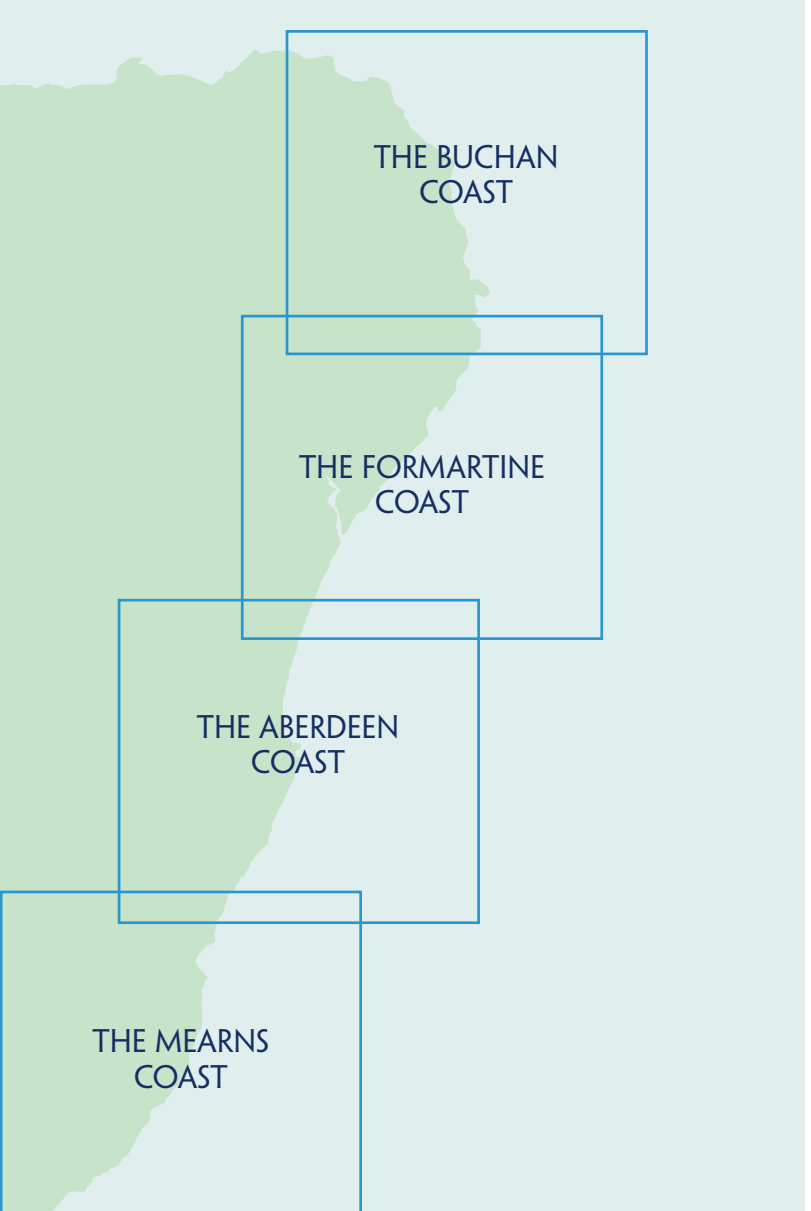 THE BUCHAN
COAST
THE FORMARTINE
COAST
THE ABERDEEN
COAST
THE MEARNS
COAST